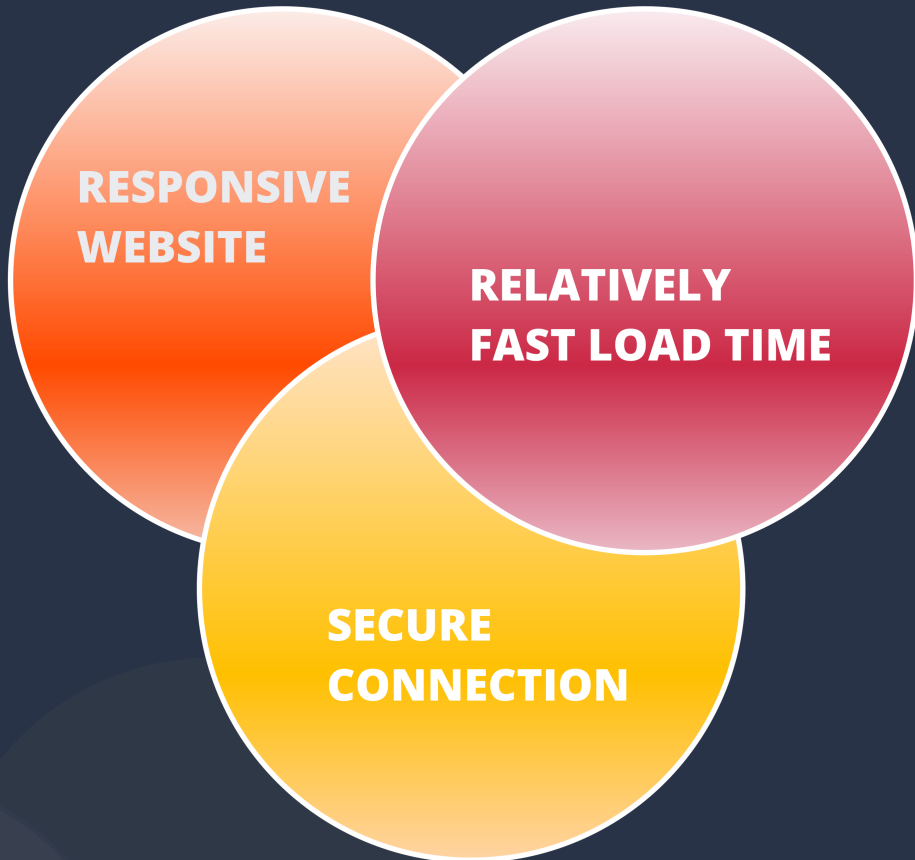 RESPONSIVE
WEBSITE
RELATIVELY
FAST LOAD TIME
SECURE
CONNECTION